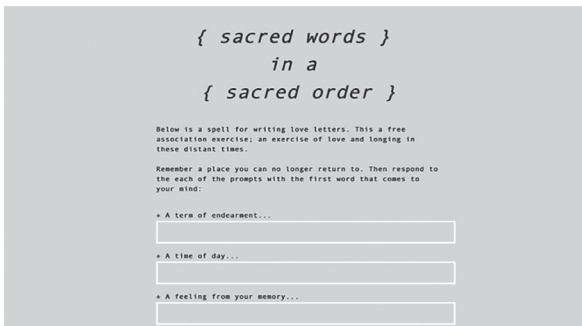 { sacred words }
in a
{ sacred order }
Below is a spell for writing love letters. This a free
association exercise; an exercise of love and longing in
these distant times.
Remember a place you can no longer return to. Then respond to
the each of the prompts with the first word that comes to
your mind:
+ A term of endearment...
+ A time of day...
+ A feeling from your memory...